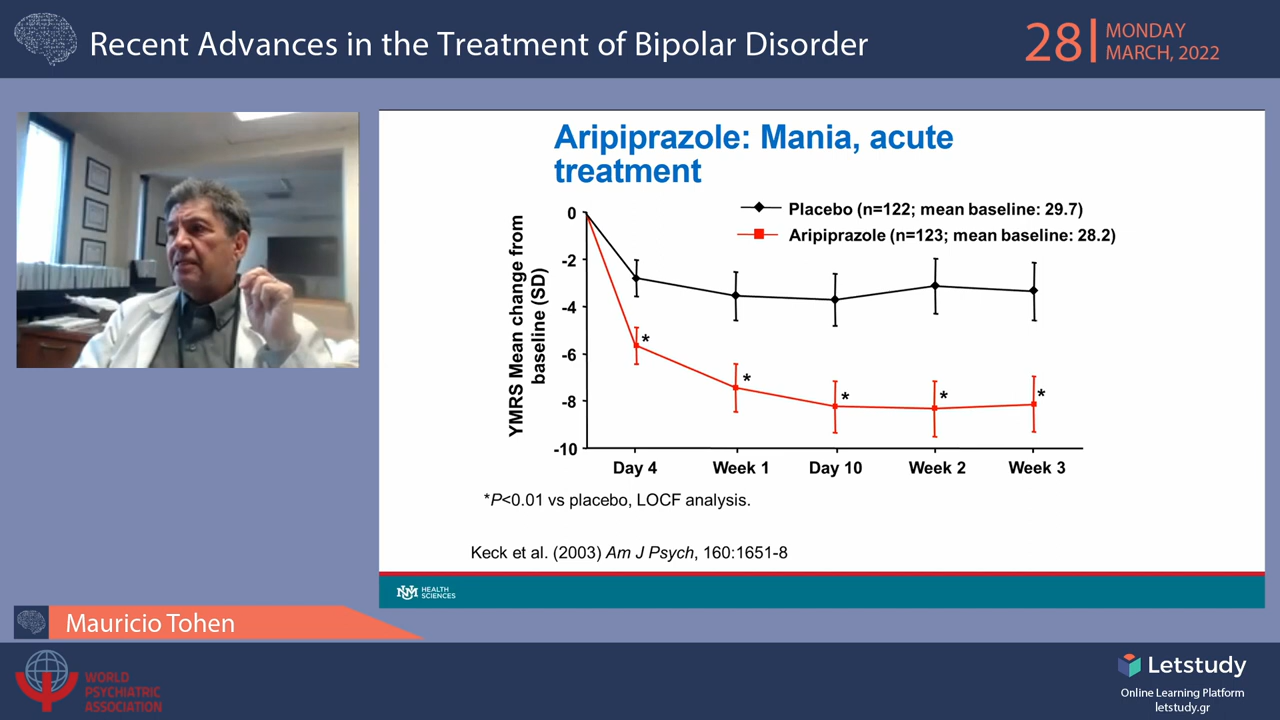 Recent Advances in the Treatment of Bipolar Disorder
28
MONDAY
MARCH, 2022
Aripiprazole: Mania, acute
treatment
Placebo (n=122; mean baseline: 29.7)
Aripiprazole (n=123; mean baseline: 28.2)
YMRS Mean change from
baseline (SD)
0
-2
-4
-6
-8
-10
*
*
*
*
*
Day 4
Week 1
Day 10
Week 2
Week 3
*P<0.01 vs placebo, LOCF analysis.
Keck et al. (2003) Am J Psych, 160:1651-8
UNM
HEALTH
SCIENCES
Mauricio Tohen
WORLD
PSYCHIATRIC
ASSOCIATION
Letstudy
Online Learning Platform
letstudy.gr